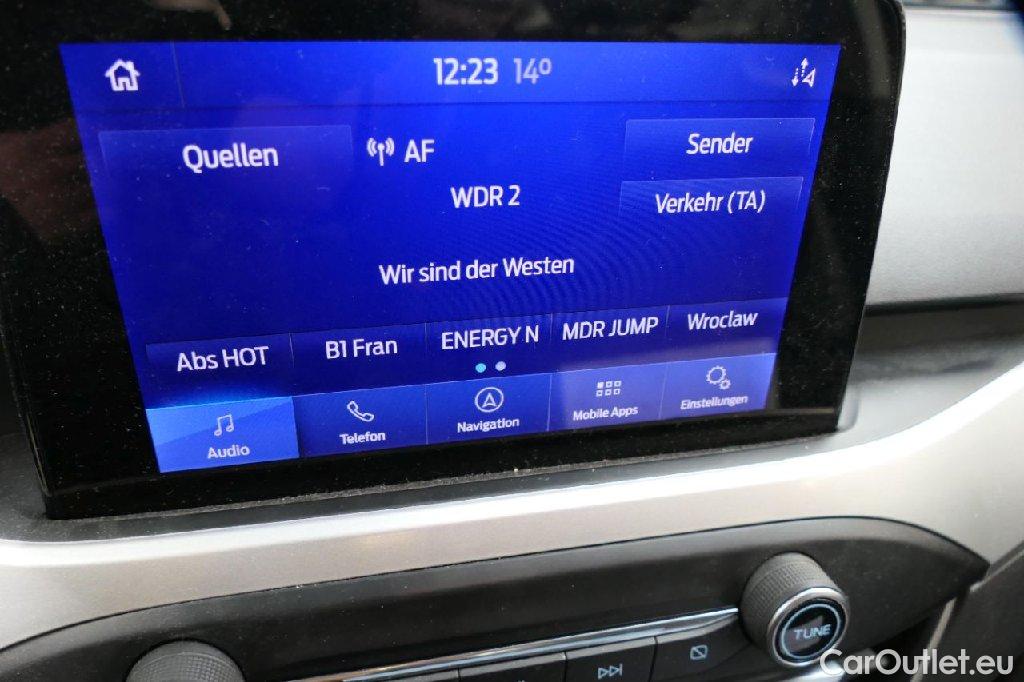 12:23 14°
Quellen
AF
Sender
WDR 2
Verkehr (TA)
Wir sind der Westen
Abs HOT
B1 Fran
ENERGY N
MDR JUMP
Wroclaw
Audio
Telefon
Navigation
Mobile Apps
Einstellungen
TUNE
CarOutlet.eu